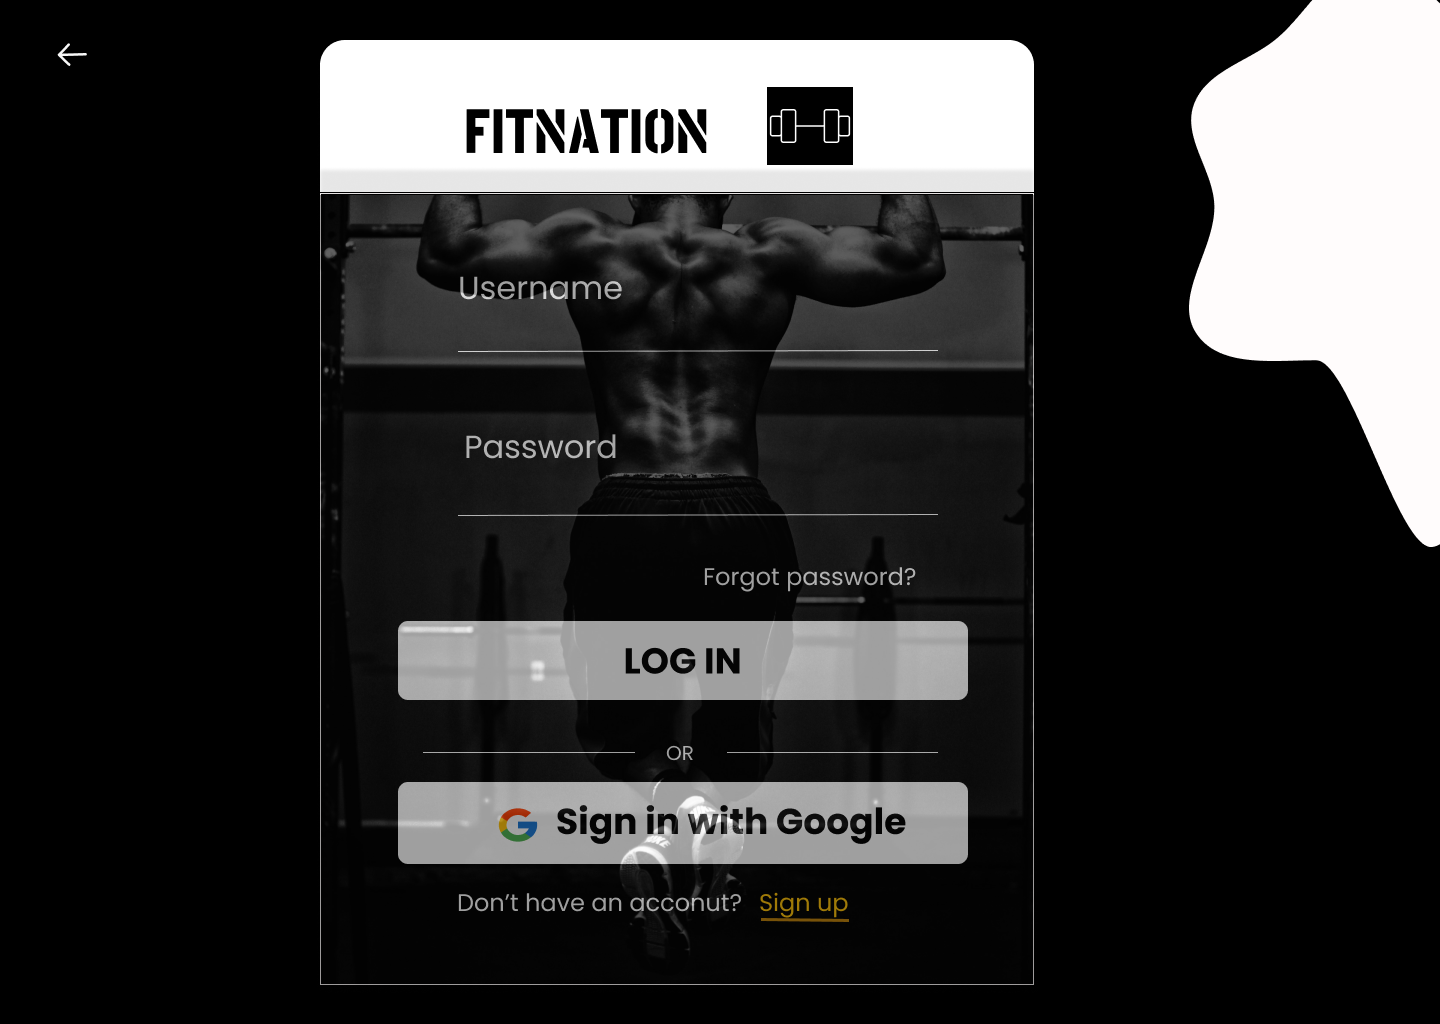 FITNATION
Username
Password
Forgot password?
LOG IN
OR
Sign in with Google
Don’t have an acconut? Sign up